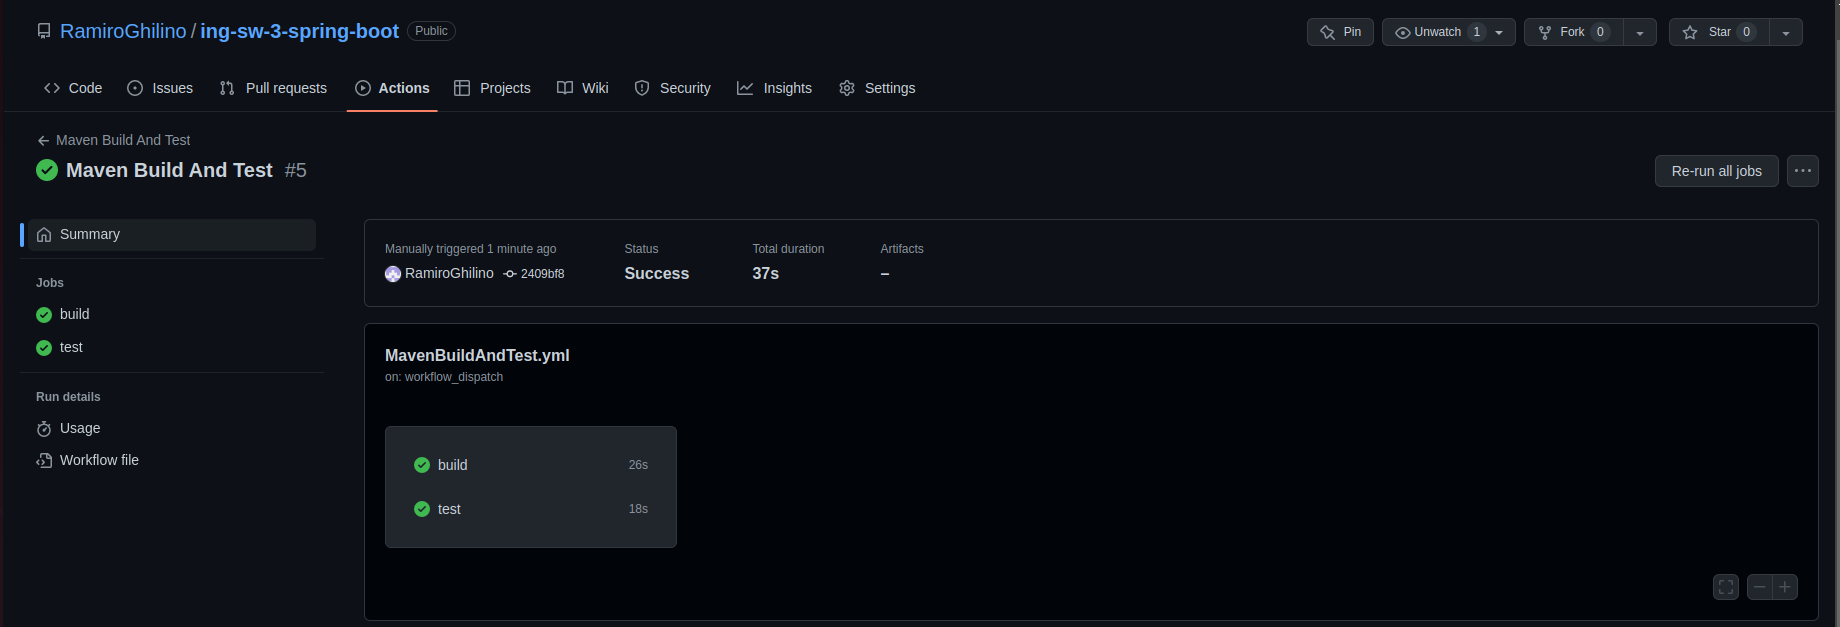 RamiroGhilino / ing-sw-3-spring-boot Public
Pin Unwatch 1 Fork 0 Star 0
Code Issues Pull requests Actions Projects Wiki Security Insights Settings
Maven Build And Test
Maven Build And Test #5
Re-run all jobs
Summary
Jobs
build
test
Run details
Usage
Workflow file
Manually triggered 1 minute ago Status Total duration Artifacts
RamiroGhilino 2409bf8 Success 37s –
MavenBuildAndTest.yml
on: workflow_dispatch
build 26s
test 18s